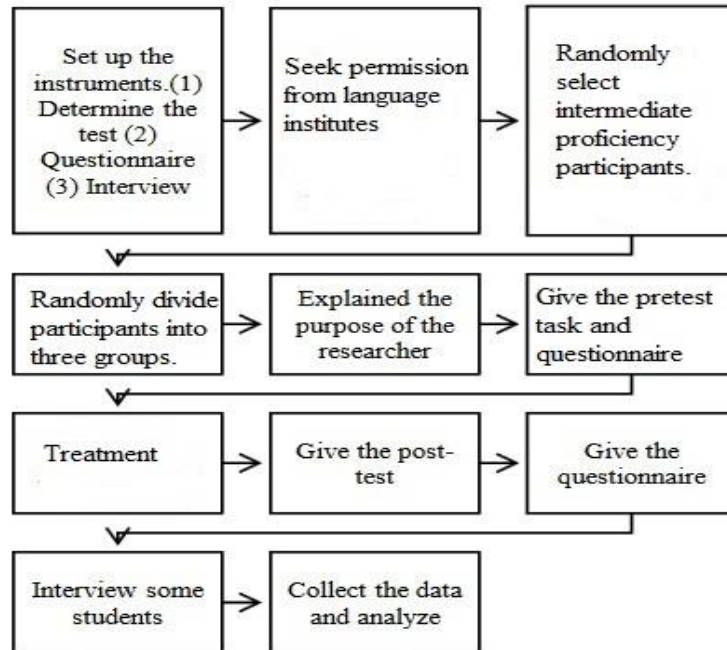 Set up the
instruments.(1)
Determine the
test (2)
Questionnaire
(3) Interview
Seek permission
from language
institutes
Randomly
select
intermediate
proficiency
participants.
Randomly divide
participants into
three groups.
Explained the
purpose of the
researcher
Give the pretest
task and
questionnaire
Treatment
Give the post-
test
Give the
questionnaire
Interview some
students
Collect the data
and analyze